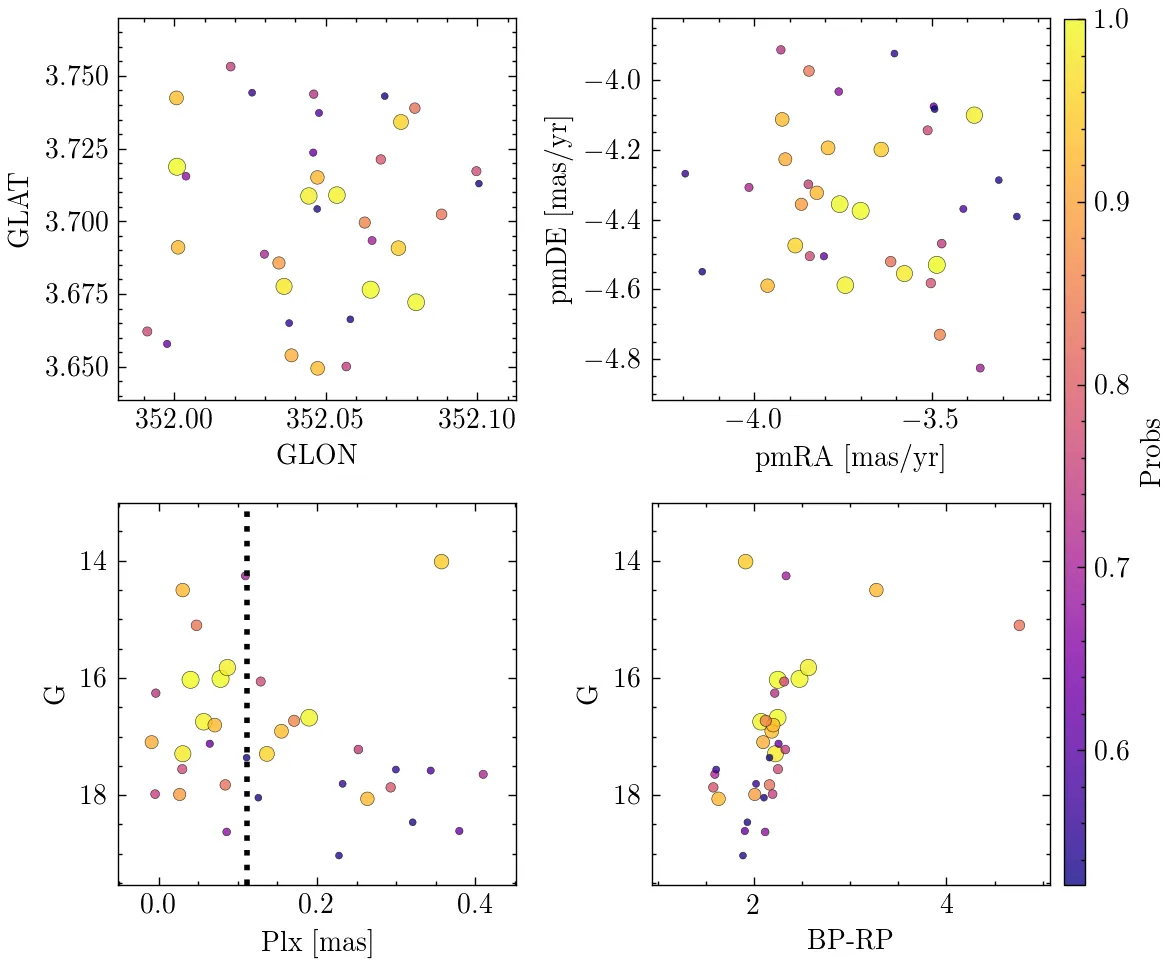 3.750
3.725
3.700
3.675
3.650
GLAT
352.00 352.05 352.10
GLON
−4.0
−4.2
−4.4
−4.6
−4.8
pmDE [mas/yr]
−4.0 −3.5
pmRA [mas/yr]
1.0
0.9
0.8
0.7
0.6
Probs
14
16
18
G
0.0 0.2 0.4
Plx [mas]
14
16
18
G
2 4
BP-RP